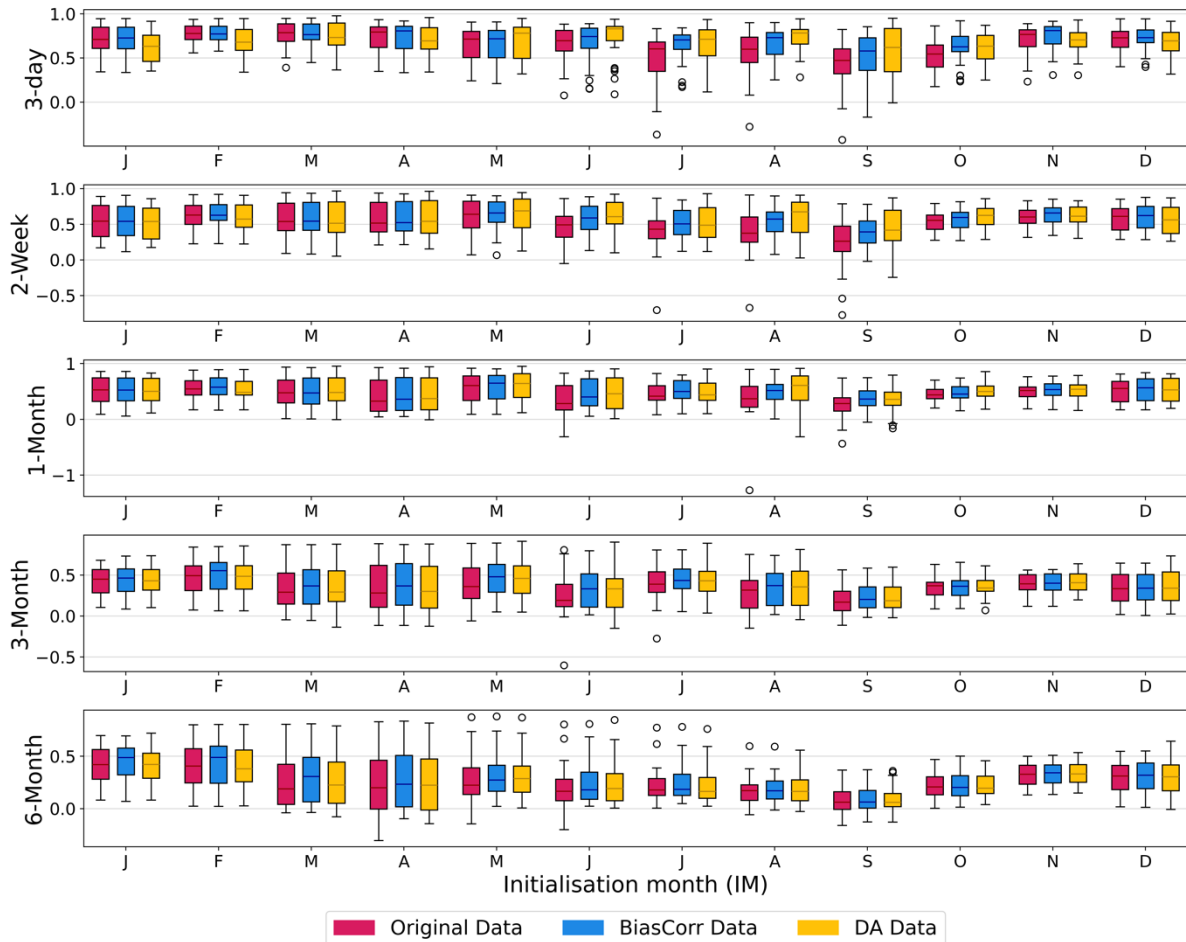 1.0
0.5
0.0
3-day
J F M A M J J A S O N D
1.0
0.5
0.0
−0.5
2-Week
J F M A M J J A S O N D
1
0
−1
1-Month
J F M A M J J A S O N D
0.5
0.0
−0.5
3-Month
J F M A M J J A S O N D
0.5
0.0
6-Month
J F M A M J J A S O N D
Initialisation month (IM)
Original Data BiasCorr Data DA Data